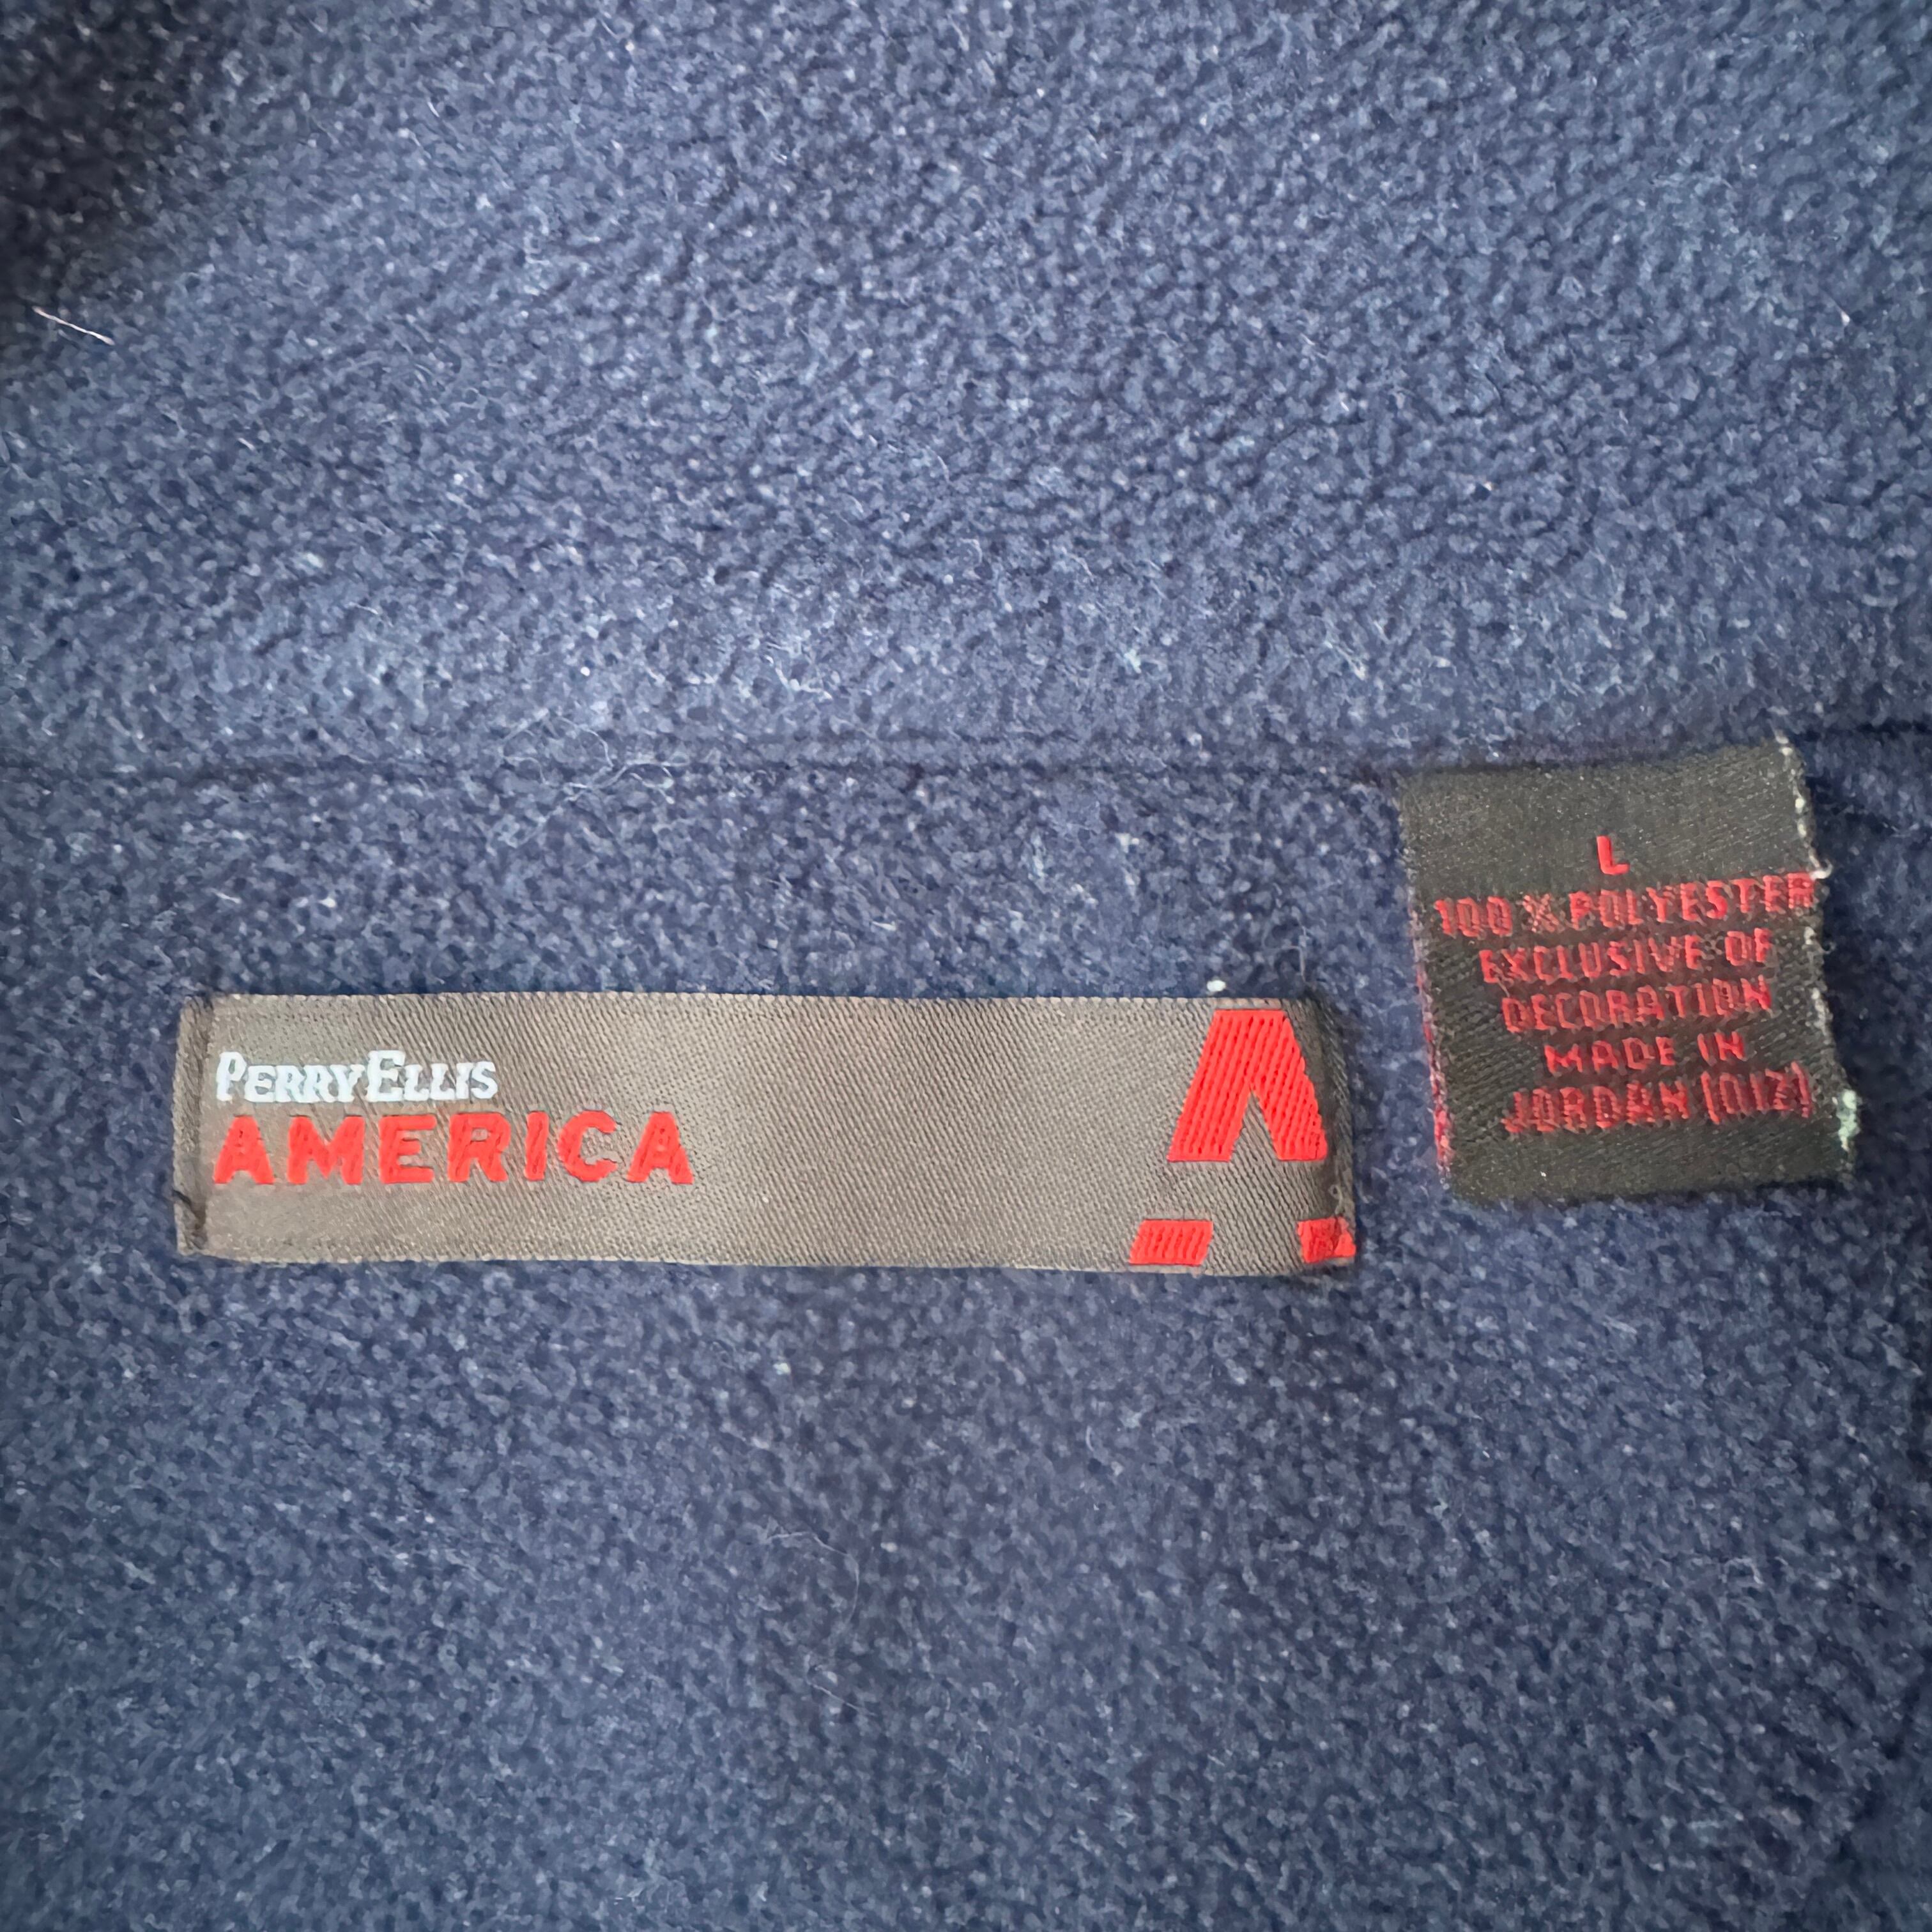 PERRY ELLIS
AMERICA
A
L
100 % POLYESTER
EXCLUSIVE OF
DECORATION
MADE IN
JORDAN (QIZ)